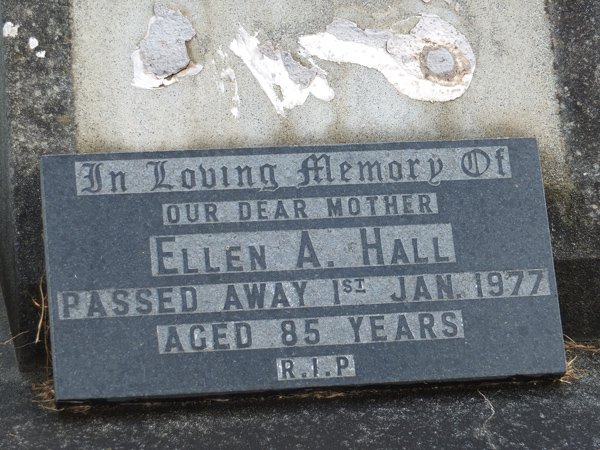 In Loving Memory Of
OUR DEAR MOTHER
ELLEN A. HALL
PASSED AWAY 1ST JAN. 1977
AGED 85 YEARS
R.I.P